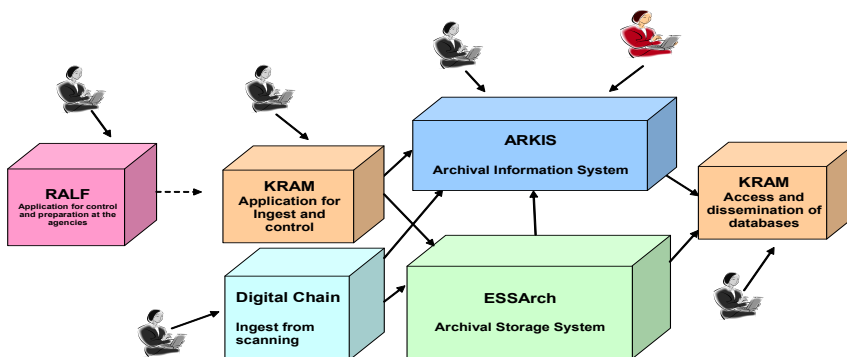 RALF
Application for control
and preparation at the
agencies
KRAM
Application for
Ingest and
control
ARKIS
Archival Information System
KRAM
Access and
dissemination of
databases
Digital Chain
Ingest from
scanning
ESSArch
Archival Storage System